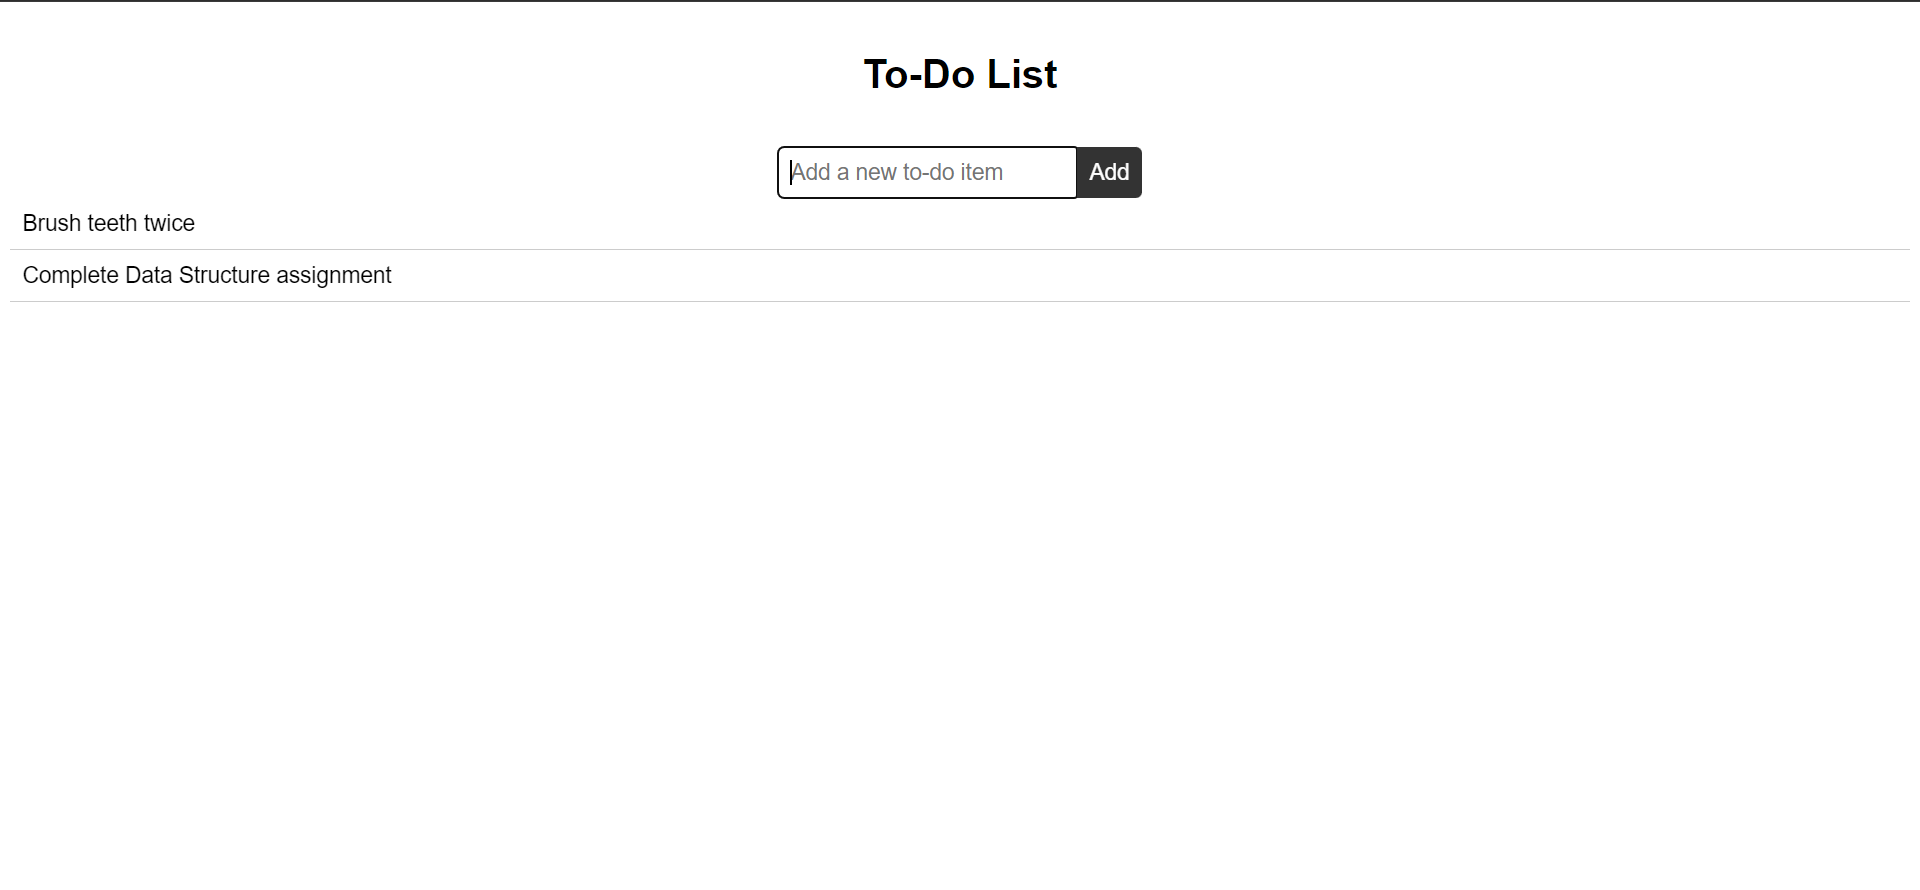 To-Do List
Add a new to-do item Add
Brush teeth twice
Complete Data Structure assignment